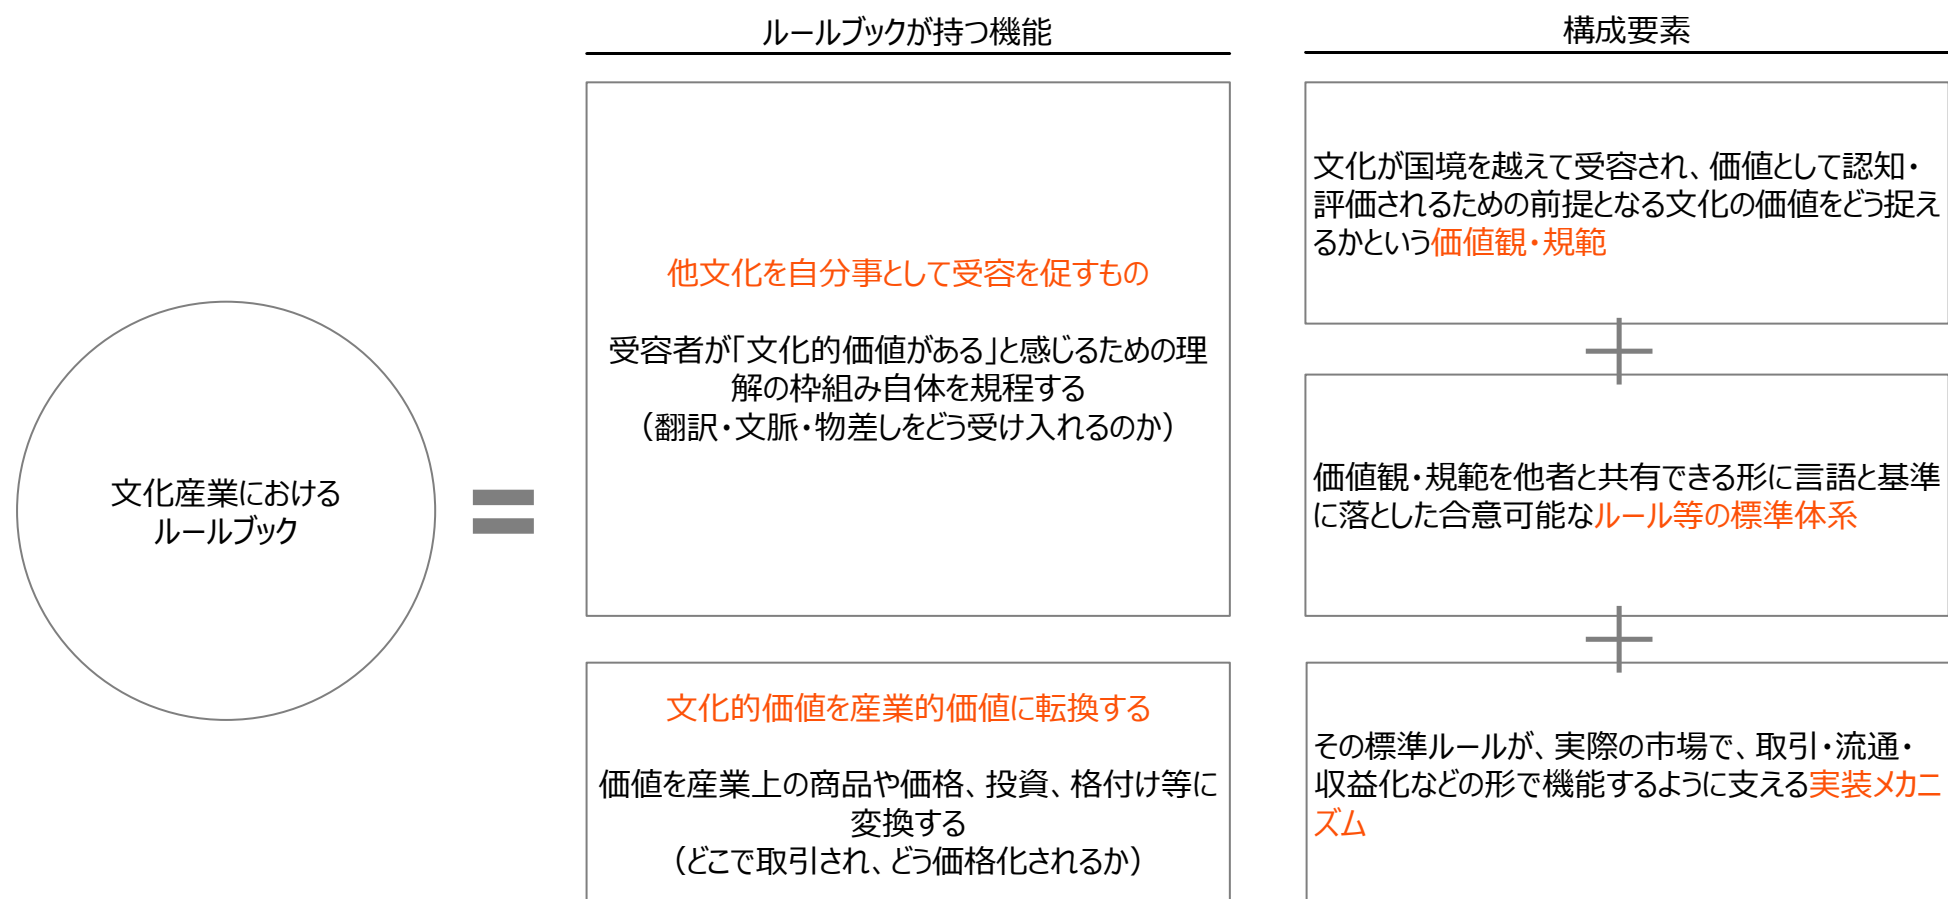 ルールブックが持つ機能
構成要素
文化産業における
ルールブック
他文化を自分事として受容を促すもの
受容者が「文化的価値がある」と感じるための理
解の枠組み自体を規程する
（翻訳・文脈・物差しをどう受け入れるのか）
文化的価値を産業的価値に転換する
価値を産業上の商品や価格、投資、格付け等に
変換する
（どこで取引され、どう価格化されるか）
文化が国境を越えて受容され、価値として認知・
評価されるための前提となる文化の価値をどう捉え
るかという価値観・規範
価値観・規範を他者と共有できる形に言語と基準
に落とした合意可能なルール等の標準体系
その標準ルールが、実際の市場で、取引・流通・
収益化などの形で機能するように支える実装メカニ
ズム